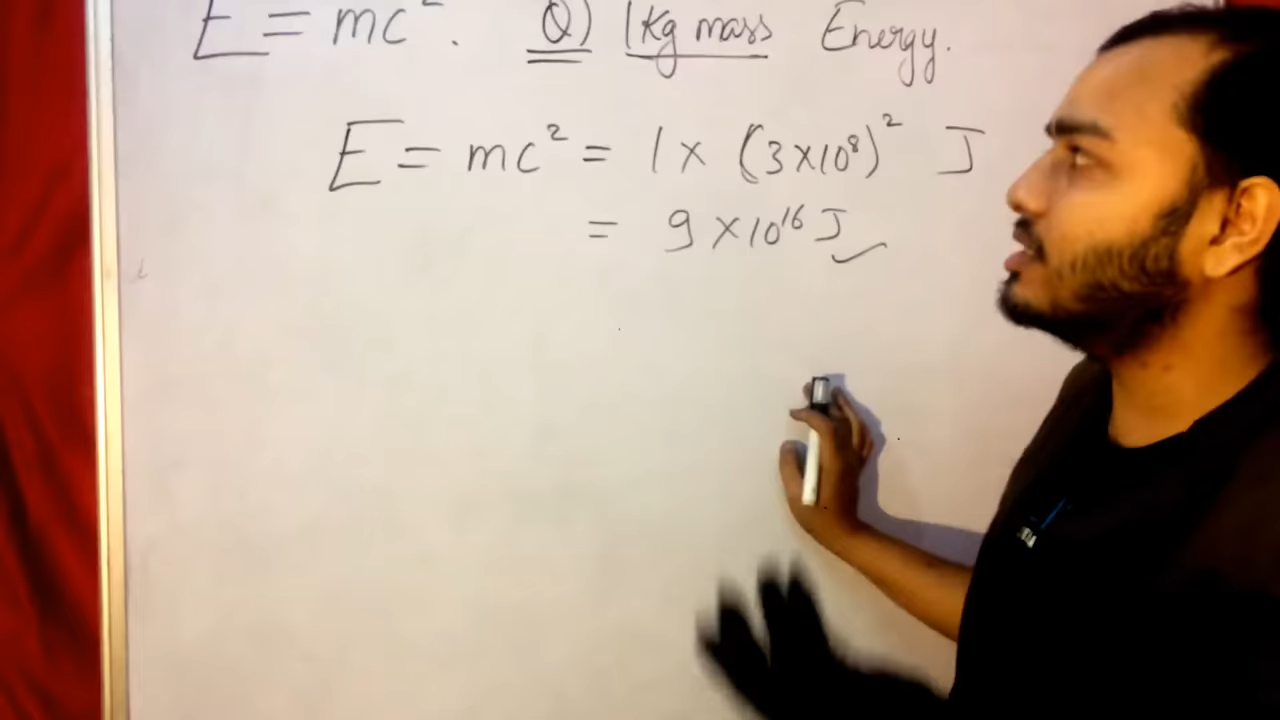 E = mc². Q) 1kg mass Energy.
E = mc² = 1 × (3×10⁸)² J
= 9 × 10¹⁶ J